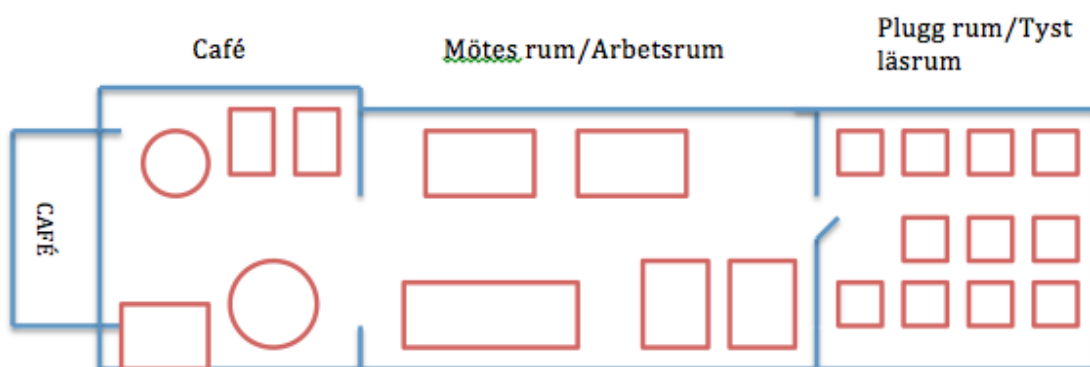 Café
Mötes rum/Arbetsrum
Plugg rum/Tyst
läsrum
CAFÉ